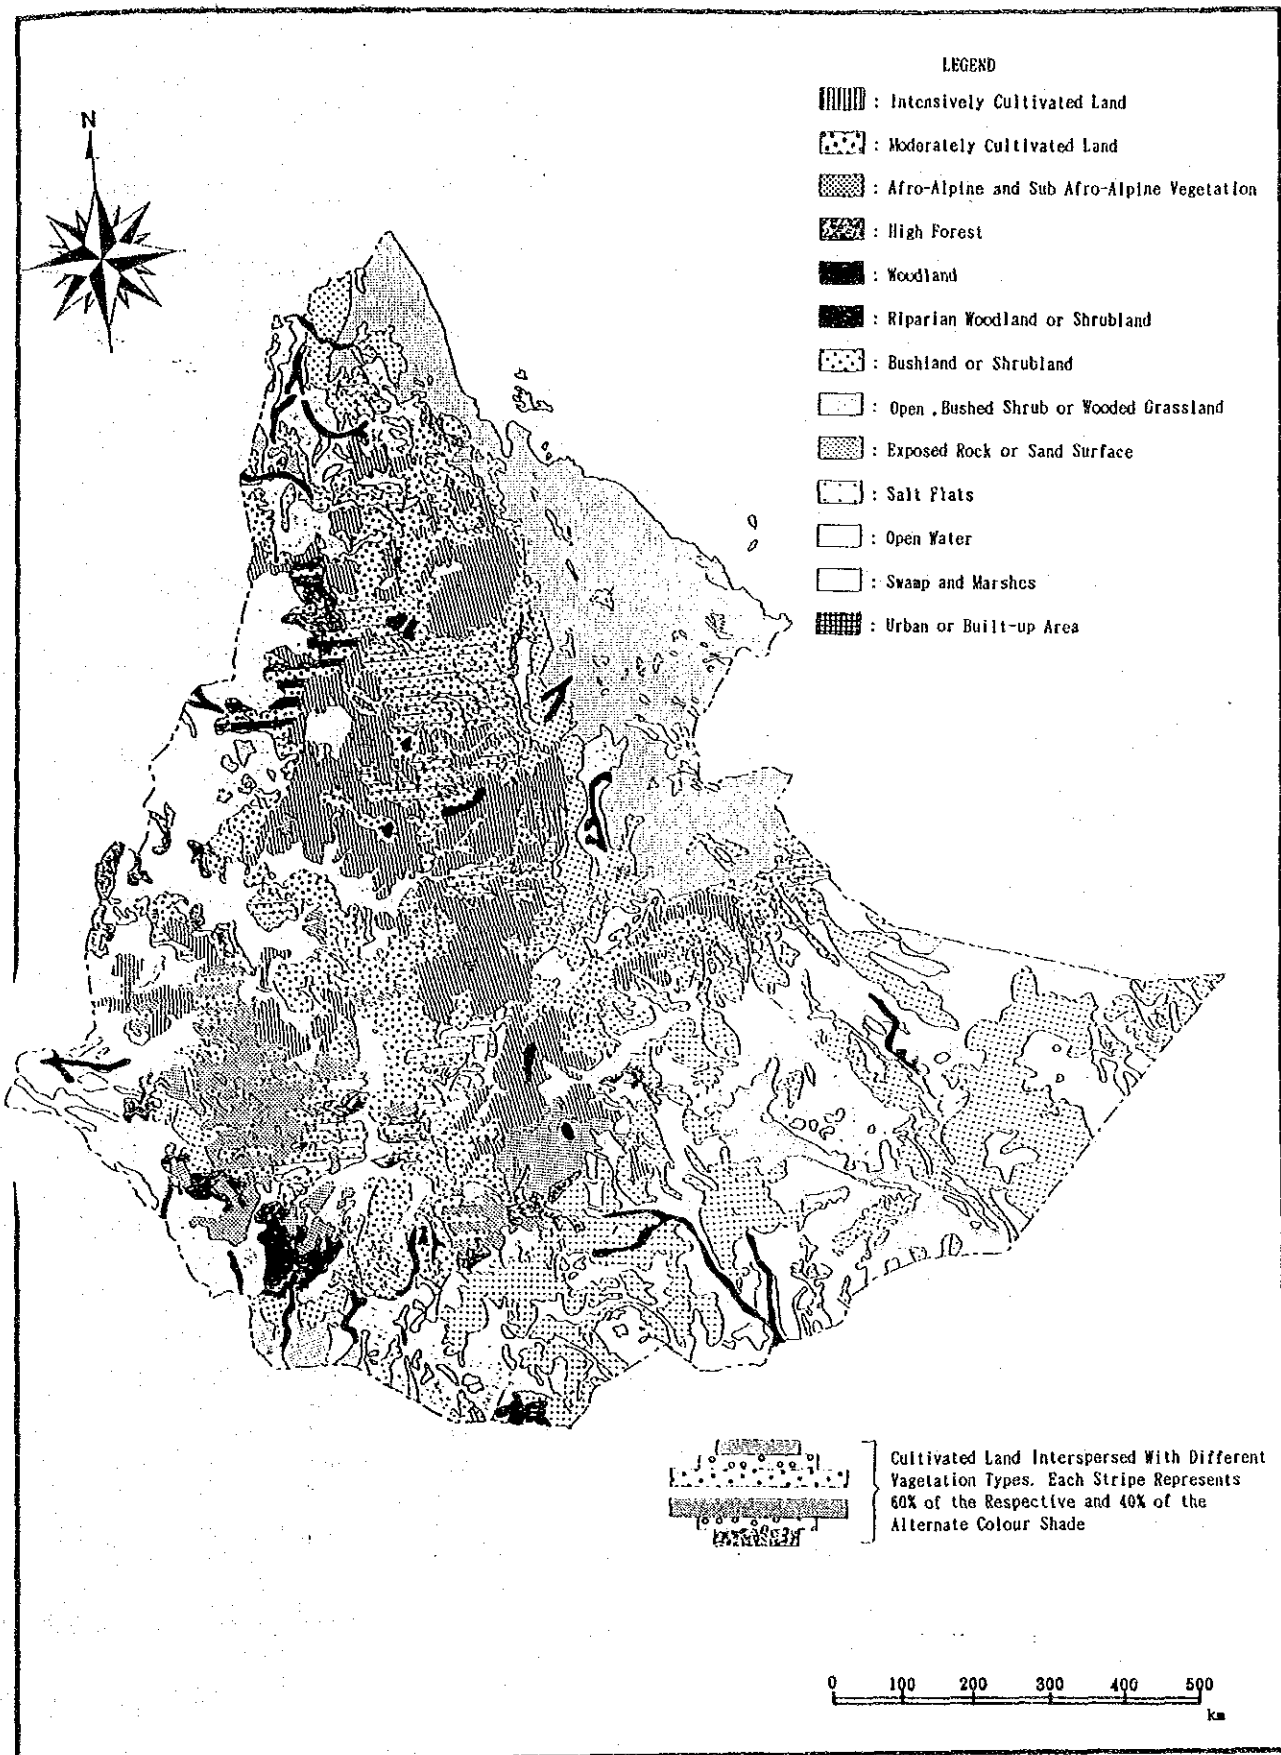 LEGEND
N
: Intensively Cultivated Land
: Moderately Cultivated Land
: Afro-Alpine and Sub Afro-Alpine Vegetation
: High Forest
: Woodland
: Riparian Woodland or Shrubland
: Bushland or Shrubland
: Open , Bushed Shrub or Wooded Grassland
: Exposed Rock or Sand Surface
: Salt Flats
: Open Water
: Swamp and Marshes
: Urban or Built-up Area
Cultivated Land Interspersed With Different
Vagetation Types. Each Stripe Represents
60% of the Respective and 40% of the
Alternate Colour Shade
0 100 200 300 400 500
km